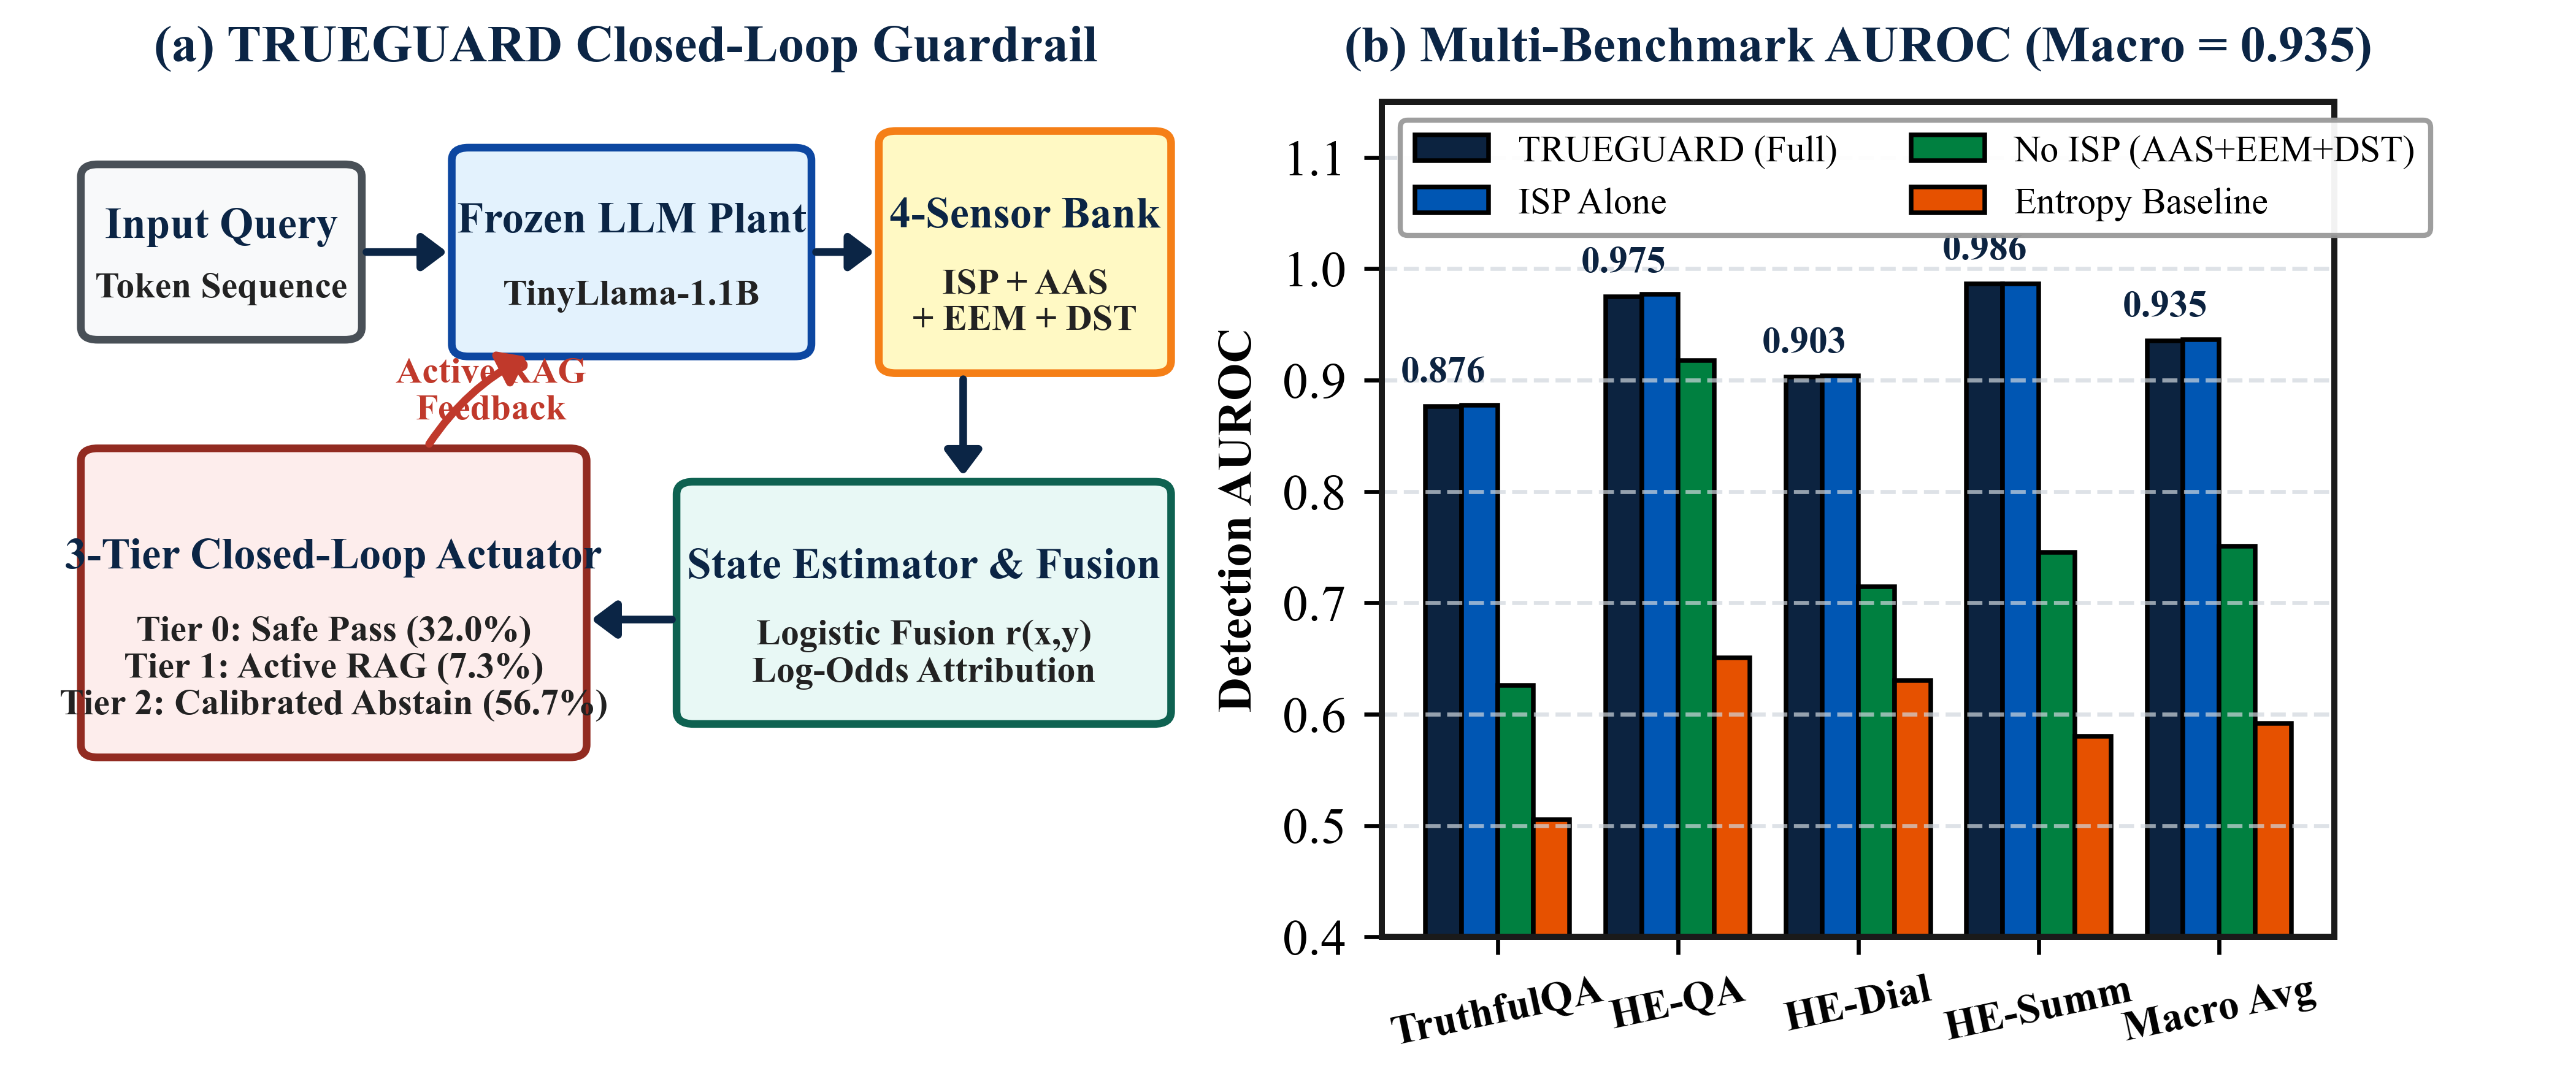 (a) TRUEGUARD Closed-Loop Guardrail
Input Query
Token Sequence
Frozen LLM Plant
TinyLlama-1.1B
4-Sensor Bank
ISP + AAS
+ EEM + DST
Active RAG
Feedback
3-Tier Closed-Loop Actuator
Tier 0: Safe Pass (32.0%)
Tier 1: Active RAG (7.3%)
Tier 2: Calibrated Abstain (56.7%)
State Estimator & Fusion
Logistic Fusion r(x,y)
Log-Odds Attribution
(b) Multi-Benchmark AUROC (Macro = 0.935)
TRUEGUARD (Full)
ISP Alone
No ISP (AAS+EEM+DST)
Entropy Baseline
Detection AUROC
1.1
1.0
0.9
0.8
0.7
0.6
0.5
0.4
0.876
0.975
0.903
0.986
0.935
TruthfulQA
HE-QA
HE-Dial
HE-Summ
Macro Avg